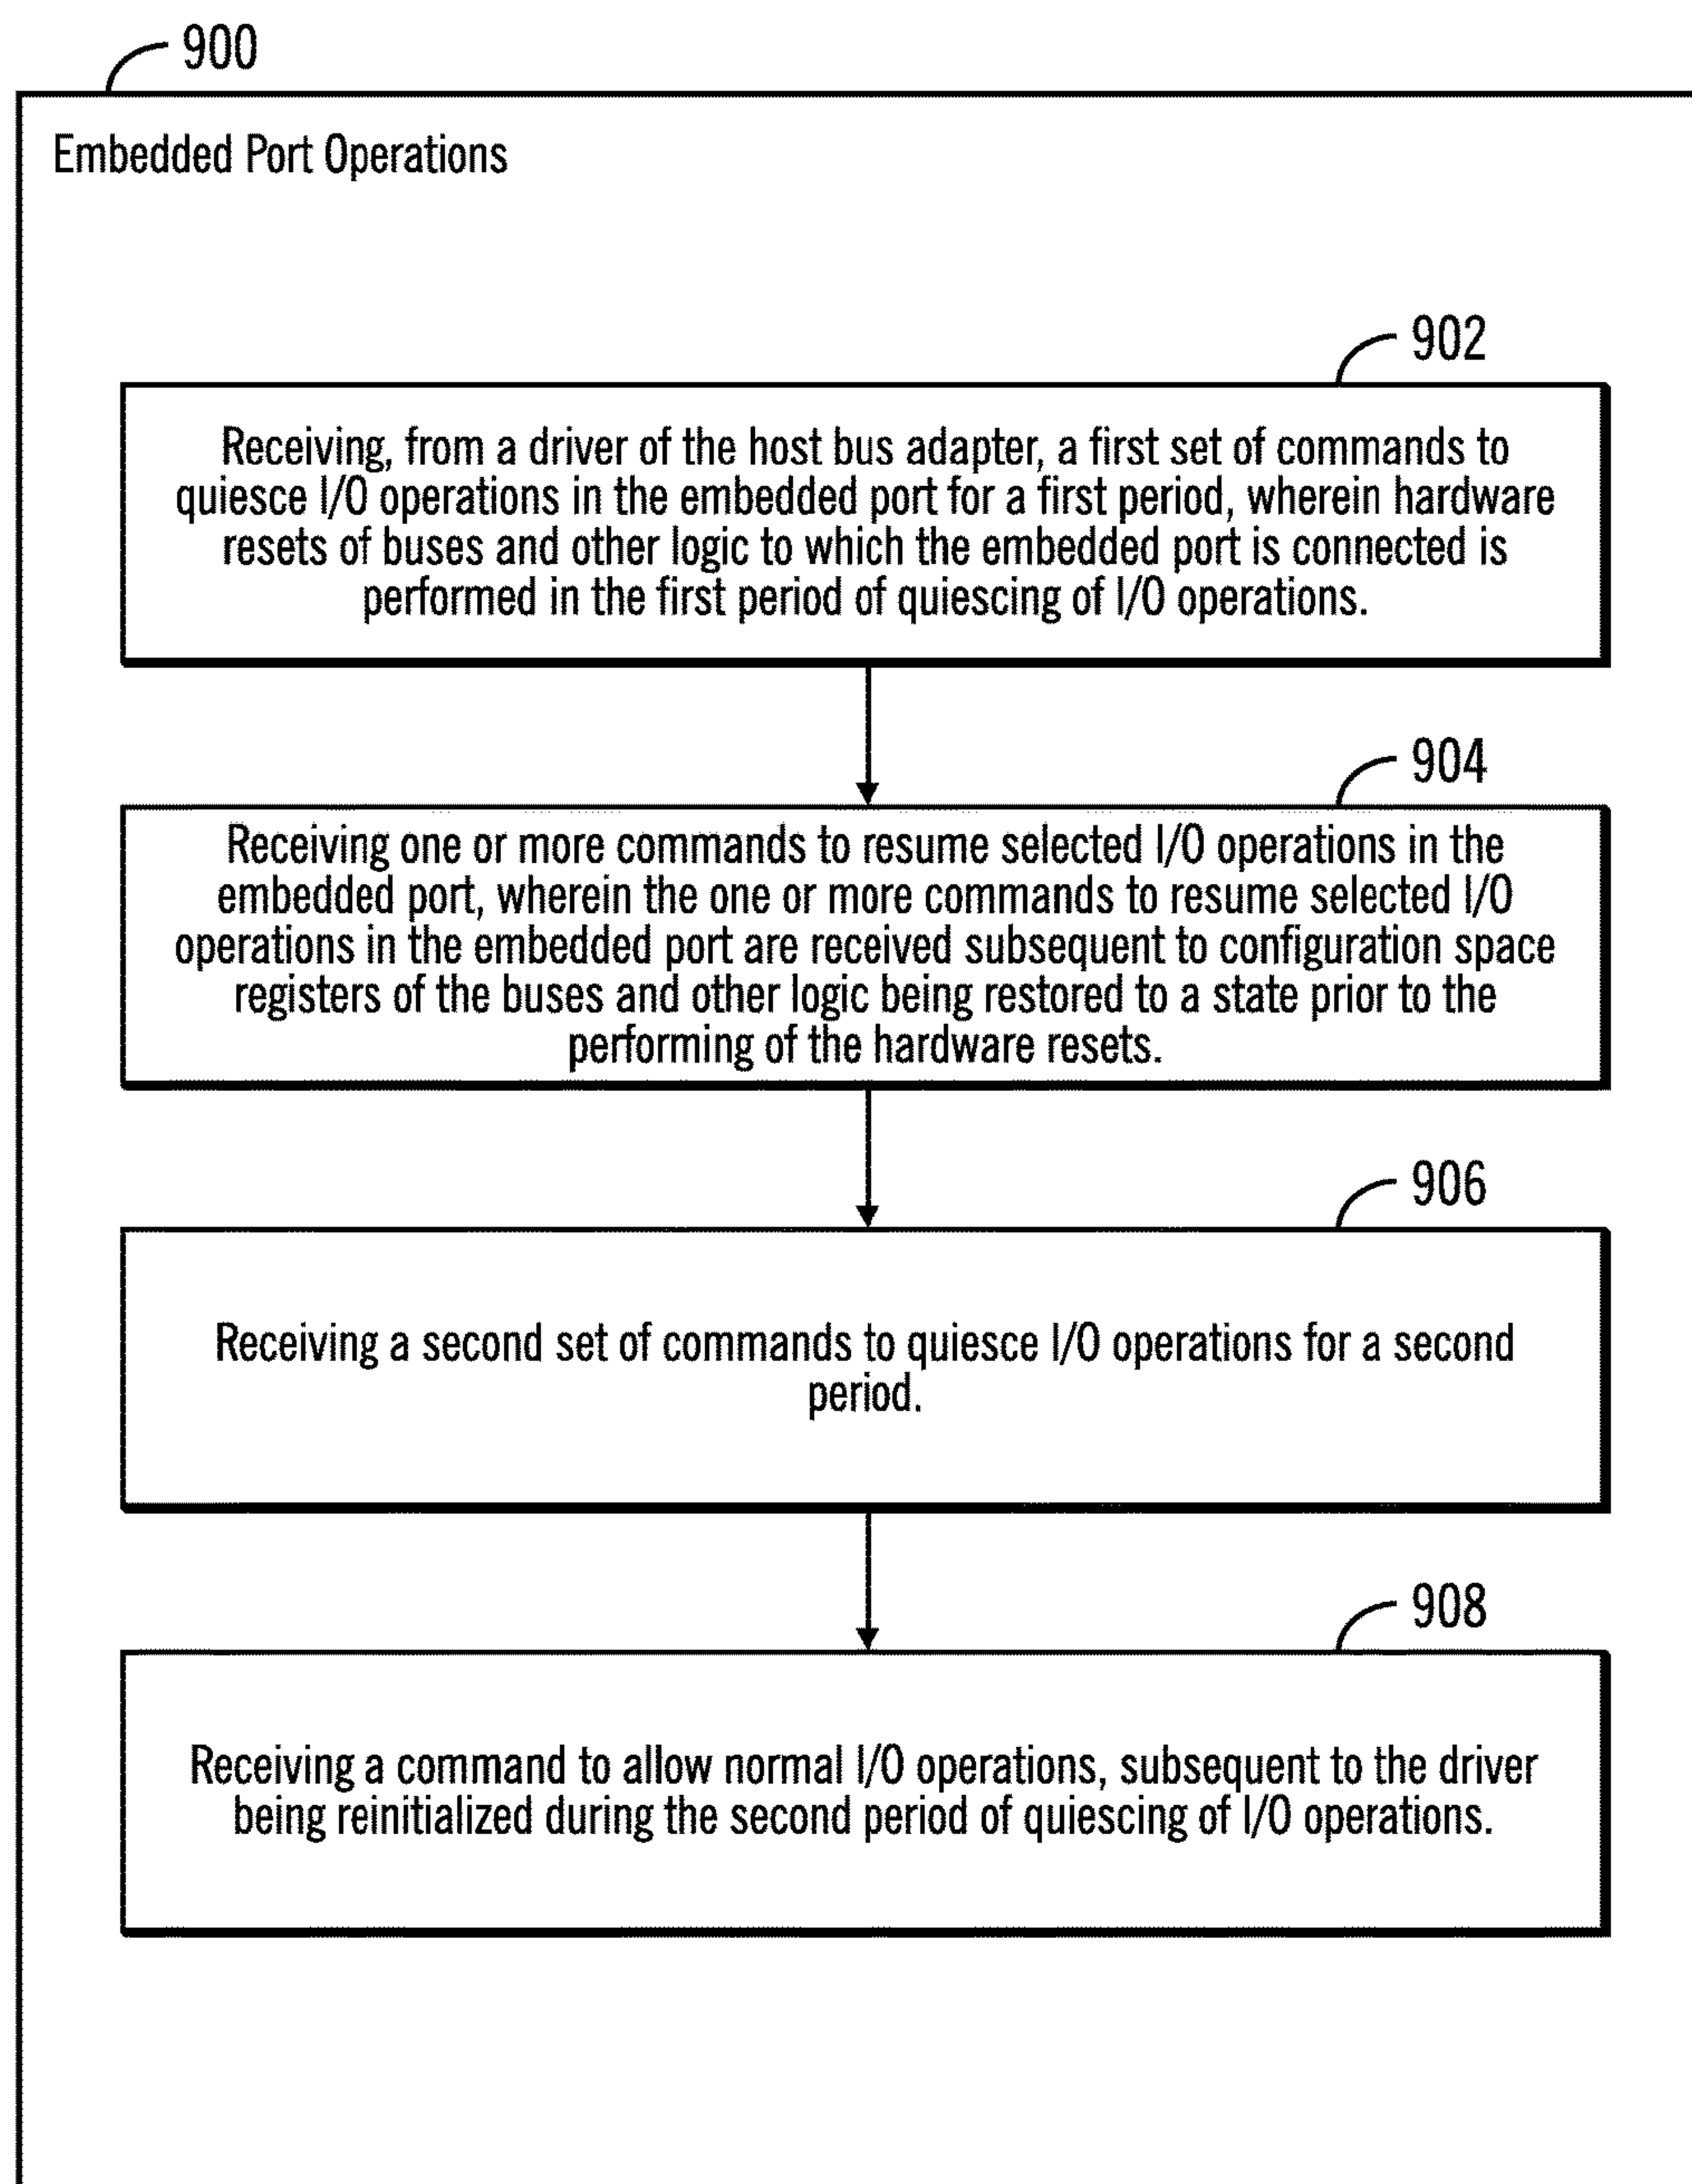 900
Embedded Port Operations
902
Receiving, from a driver of the host bus adapter, a first set of commands to
quiesce I/O operations in the embedded port for a first period, wherein hardware
resets of buses and other logic to which the embedded port is connected is
performed in the first period of quiescing of I/O operations.
904
Receiving one or more commands to resume selected I/O operations in the
embedded port, wherein the one or more commands to resume selected I/O
operations in the embedded port are received subsequent to configuration space
registers of the buses and other logic being restored to a state prior to the
performing of the hardware resets.
906
Receiving a second set of commands to quiesce I/O operations for a second
period.
908
Receiving a command to allow normal I/O operations, subsequent to the driver
being reinitialized during the second period of quiescing of I/O operations.